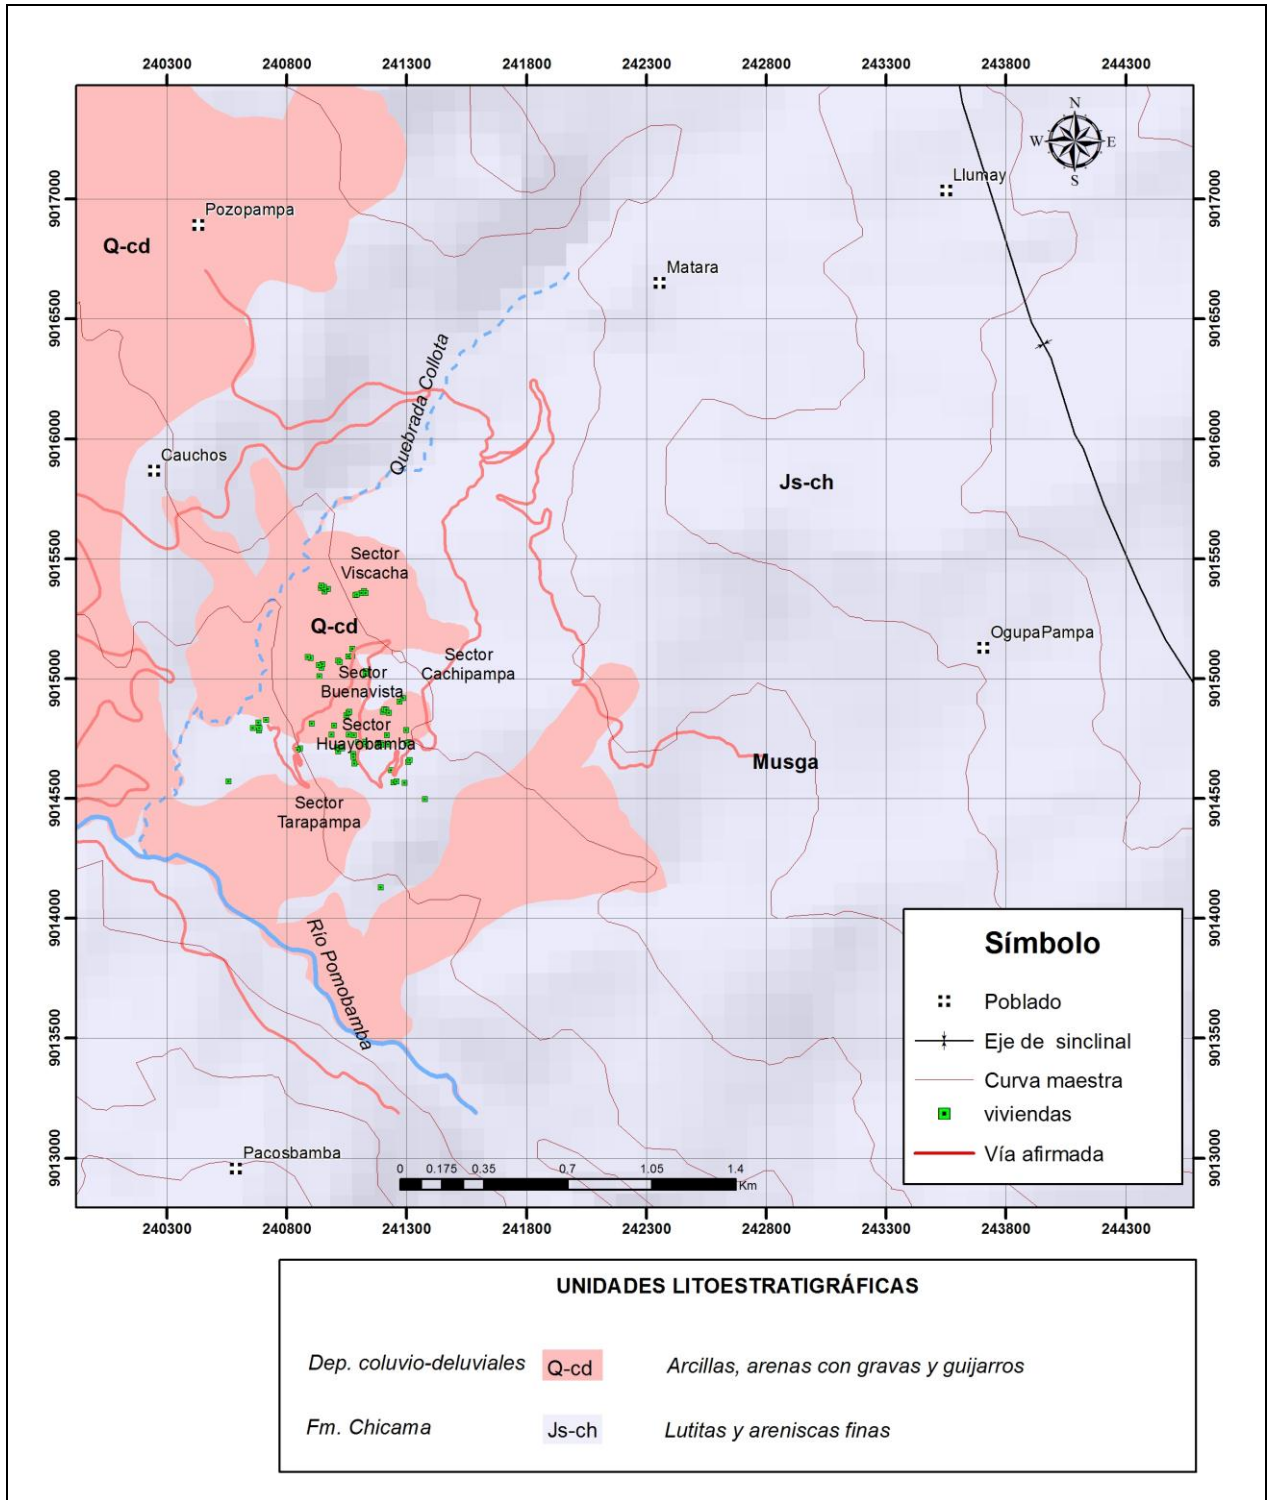 240300 240800 241300 241800 242300 242800 243300 243800 244300
N
W E
S
9017000
9016500
9016000
9015500
9015000
9014500
9014000
9013500
9013000
9017000
9016500
9016000
9015500
9015000
9014500
9014000
9013500
9013000
Llumay
Pozopampa
Q-cd
Matara
Quebrada Collota
Cauchos
Js-ch
Sector
Viscacha
Q-cd
OgupaPampa
Sector
Cachipampa
Sector
Buenavista
Sector
Huayobamba
Musga
Sector
Tarapampa
Río Pomobamba
Pacosbamba
0 0.175 0.35 0.7 1.05 1.4
Km
Símbolo
Poblado
Eje de sinclinal
Curva maestra
viviendas
Vía afirmada
240300 240800 241300 241800 242300 242800 243300 243800 244300
UNIDADES LITOESTRATIGRÁFICAS
Dep. coluvio-deluviales Q-cd Arcillas, arenas con gravas y guijarros
Fm. Chicama Js-ch Lutitas y areniscas finas